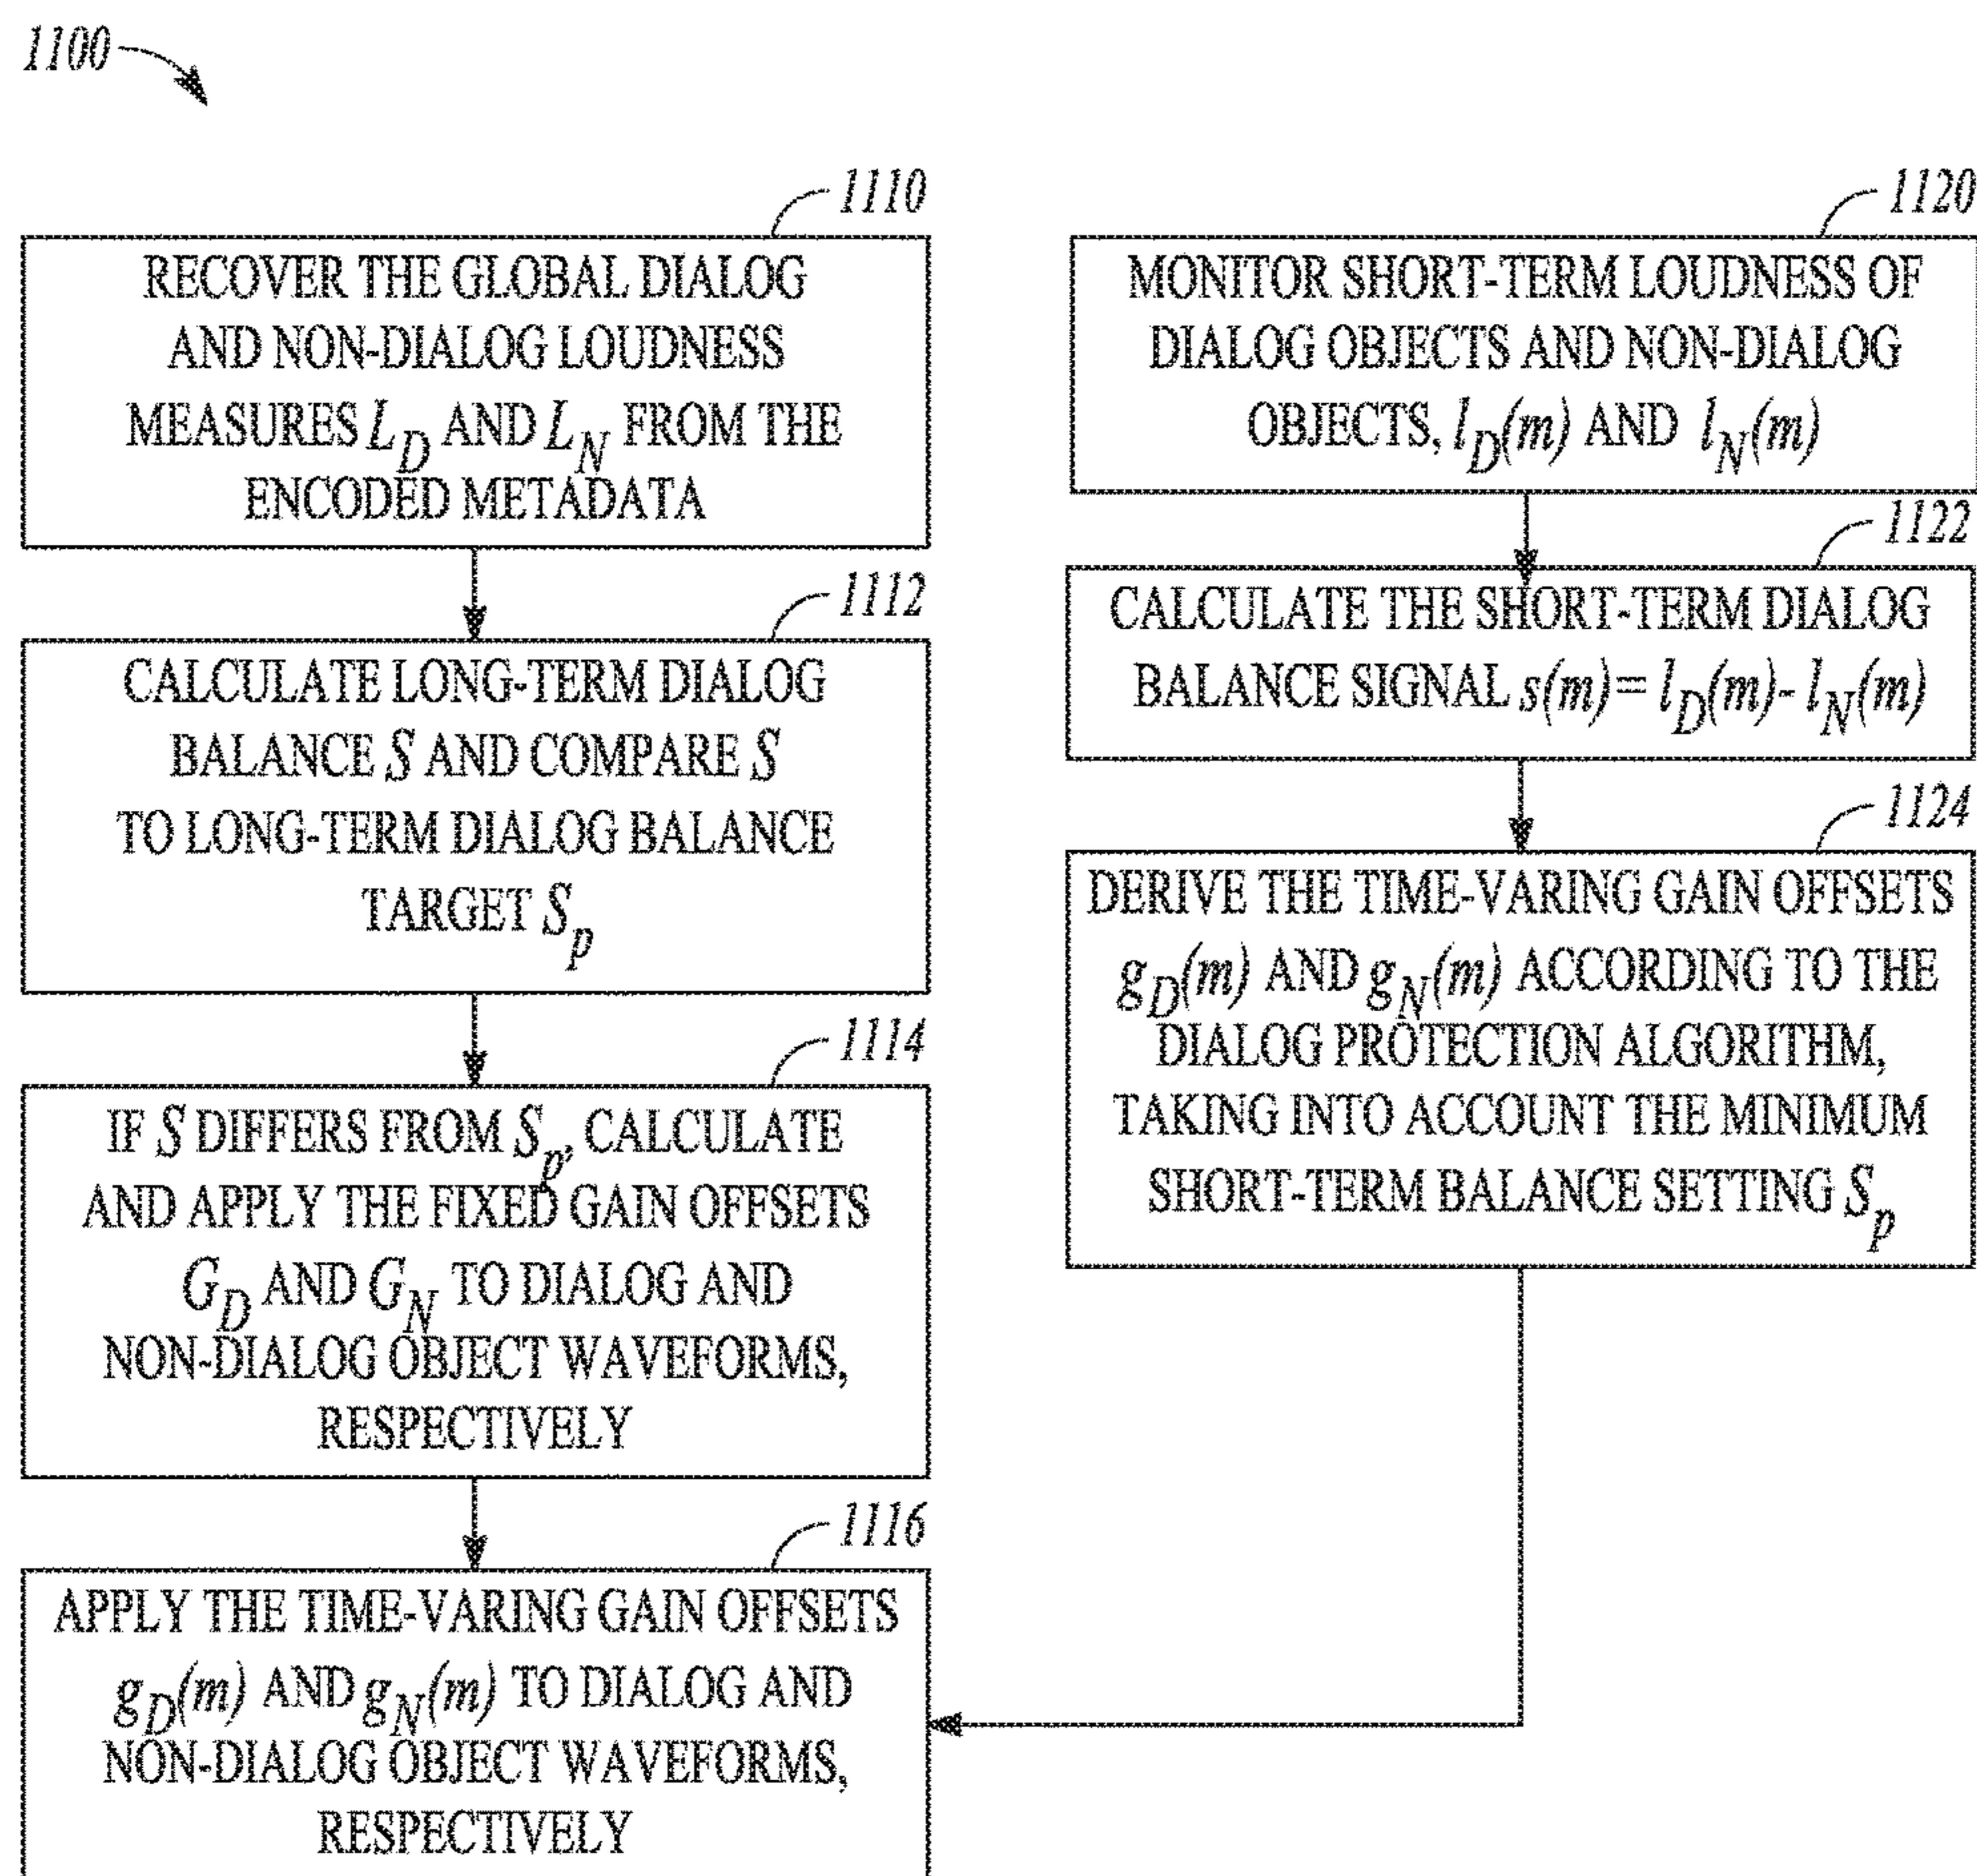 1100
1110
RECOVER THE GLOBAL DIALOG
AND NON-DIALOG LOUDNESS
MEASURES L_D AND L_N FROM THE
ENCODED METADATA
1112
CALCULATE LONG-TERM DIALOG
BALANCE S AND COMPARE S
TO LONG-TERM DIALOG BALANCE
TARGET S_p
1114
IF S DIFFERS FROM S_p, CALCULATE
AND APPLY THE FIXED GAIN OFFSETS
G_D AND G_N TO DIALOG AND
NON-DIALOG OBJECT WAVEFORMS,
RESPECTIVELY
1116
APPLY THE TIME-VARING GAIN OFFSETS
g_D(m) AND g_N(m) TO DIALOG AND
NON-DIALOG OBJECT WAVEFORMS,
RESPECTIVELY
1120
MONITOR SHORT-TERM LOUDNESS OF
DIALOG OBJECTS AND NON-DIALOG
OBJECTS, l_D(m) AND l_N(m)
1122
CALCULATE THE SHORT-TERM DIALOG
BALANCE SIGNAL s(m)= l_D(m)- l_N(m)
1124
DERIVE THE TIME-VARING GAIN OFFSETS
g_D(m) AND g_N(m) ACCORDING TO THE
DIALOG PROTECTION ALGORITHM,
TAKING INTO ACCOUNT THE MINIMUM
SHORT-TERM BALANCE SETTING S_p